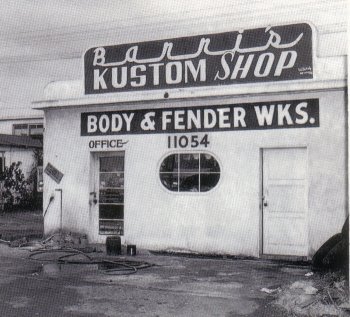 Barris
KUSTOM SHOP
BODY & FENDER WKS.
OFFICE
11054